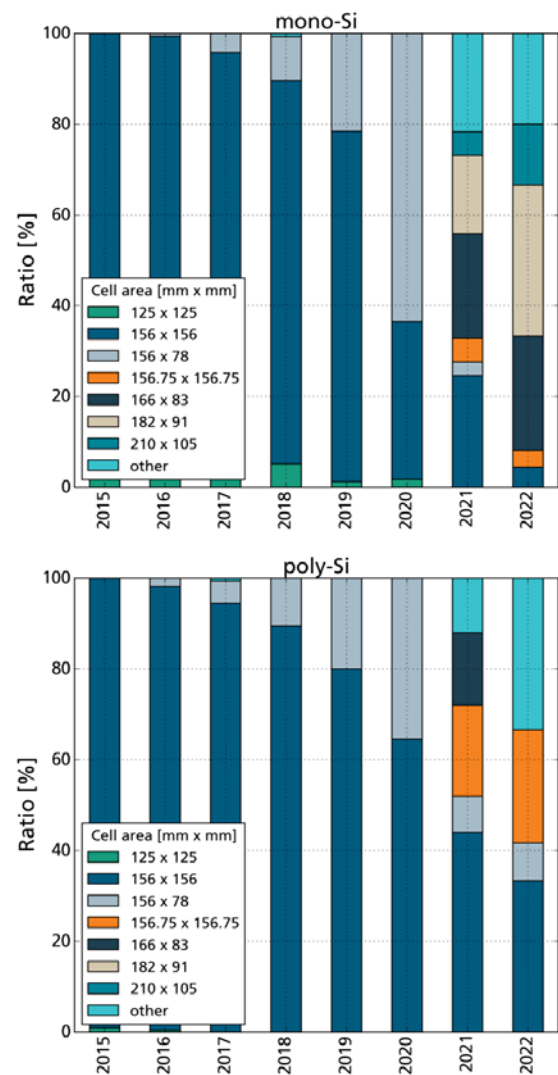 mono-Si
100
80
60
40
20
0
Ratio [%]
Cell area [mm x mm]
125 x 125
156 x 156
156 x 78
156.75 x 156.75
166 x 83
182 x 91
210 x 105
other
2015 2016 2017 2018 2019 2020 2021 2022
poly-Si
100
80
60
40
20
0
Ratio [%]
Cell area [mm x mm]
125 x 125
156 x 156
156 x 78
156.75 x 156.75
166 x 83
182 x 91
210 x 105
other
2015 2016 2017 2018 2019 2020 2021 2022